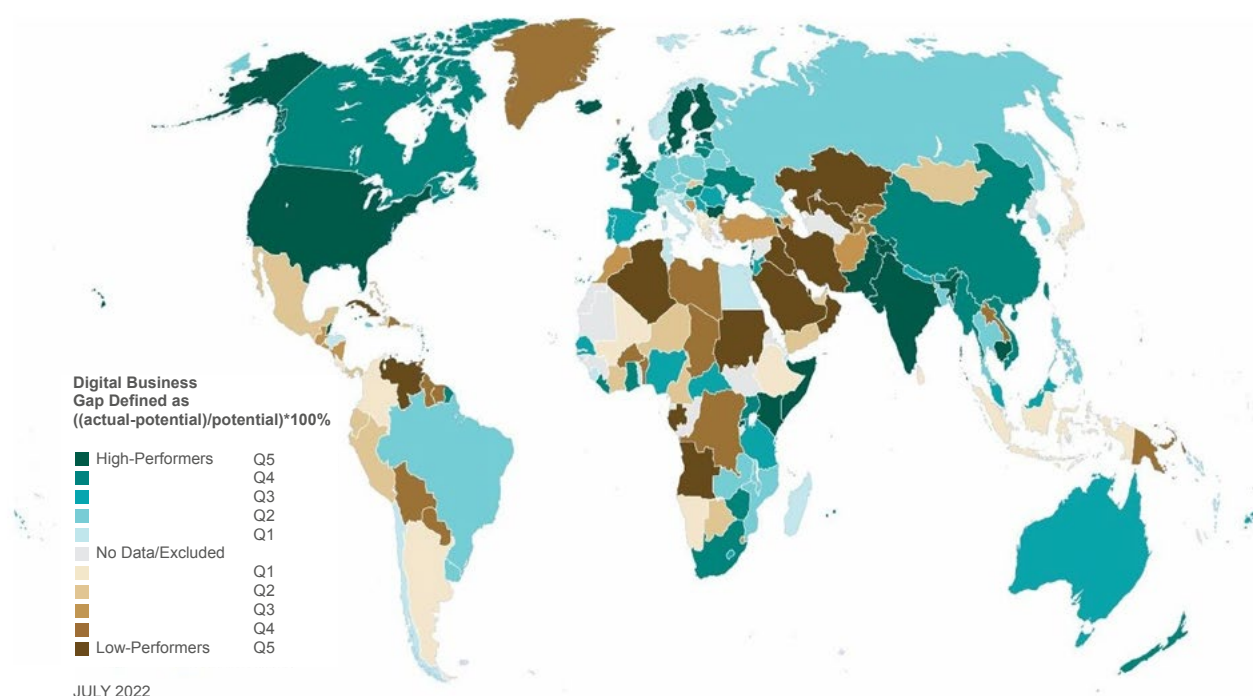 Digital Business
Gap Defined as
((actual-potential)/potential)*100%
High-Performers Q5
Q4
Q3
Q2
Q1
No Data/Excluded
Q1
Q2
Q3
Q4
Low-Performers Q5
JULY 2022